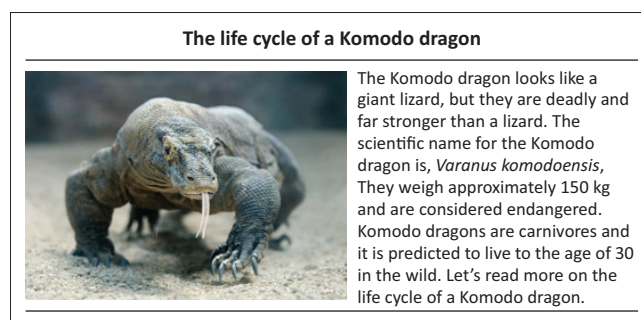 The life cycle of a Komodo dragon
The Komodo dragon looks like a
giant lizard, but they are deadly and
far stronger than a lizard. The
scientific name for the Komodo
dragon is, Varanus komodoensis,
They weigh approximately 150 kg
and are considered endangered.
Komodo dragons are carnivores and
it is predicted to live to the age of 30
in the wild. Let’s read more on the
life cycle of a Komodo dragon.